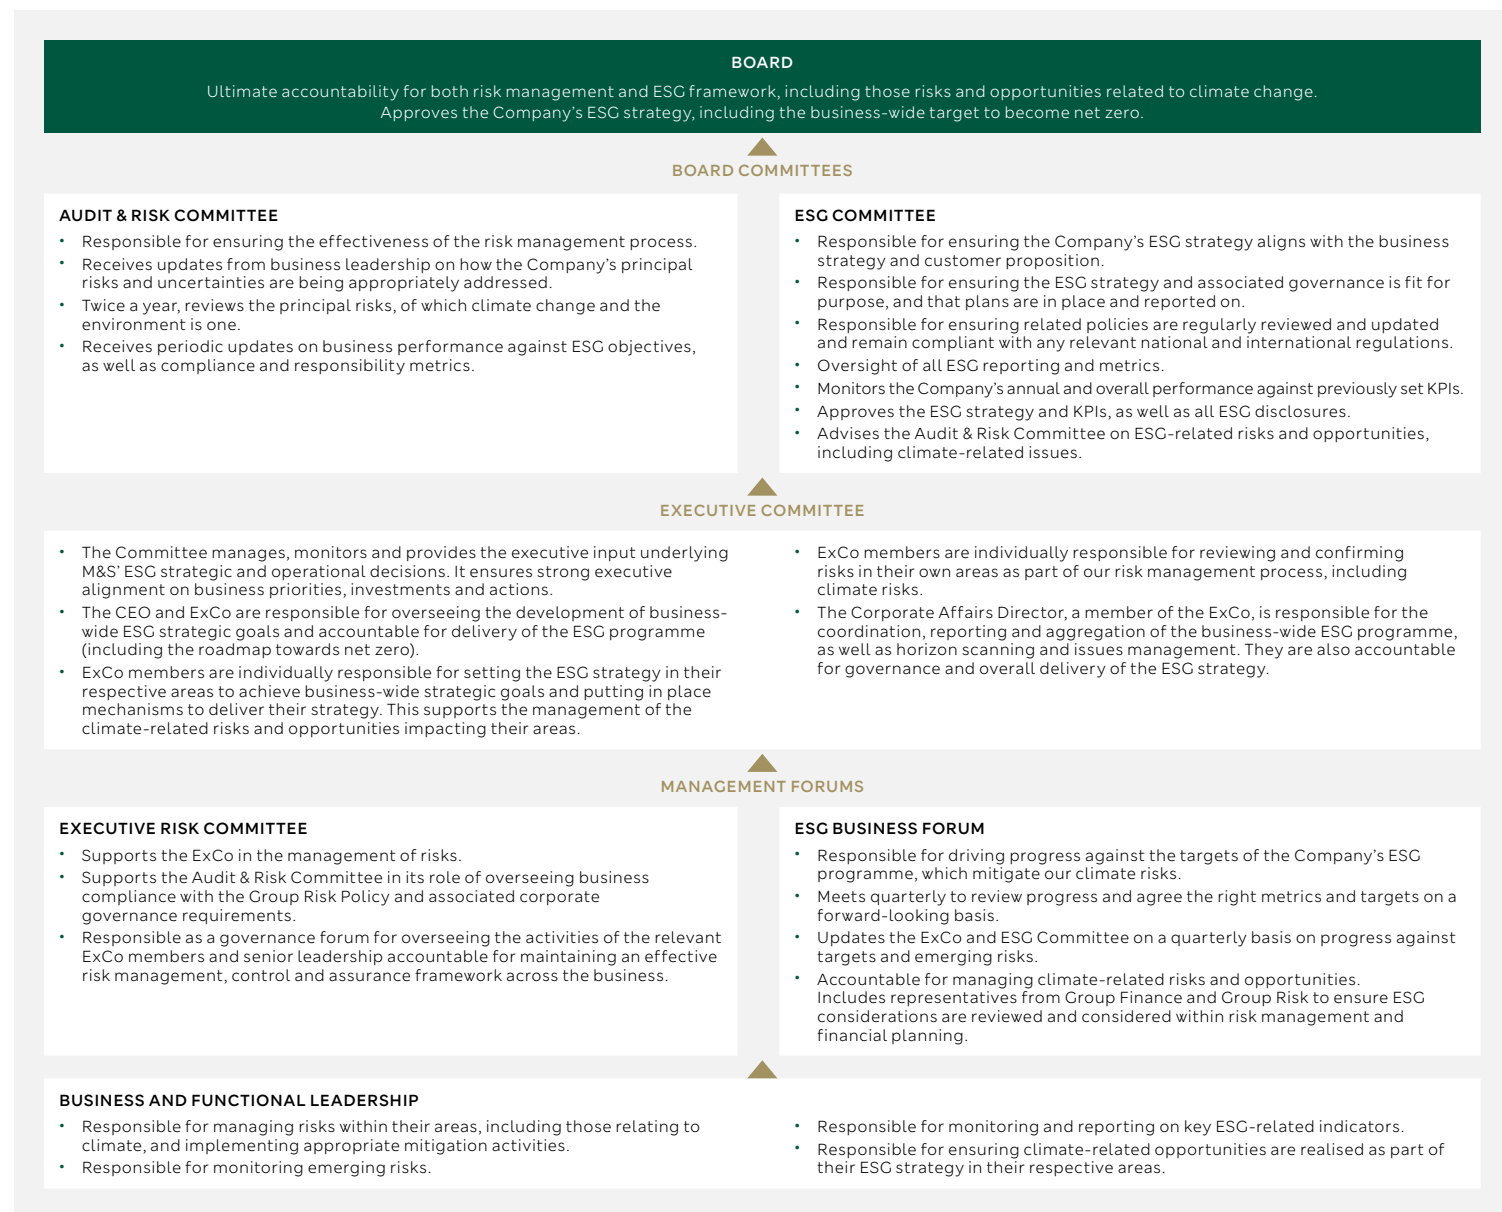 BOARD
Ultimate accountability for both risk management and ESG framework, including those risks and opportunities related to climate change.
Approves the Company's ESG strategy, including the business-wide target to become net zero.
BOARD COMMITTEES
AUDIT & RISK COMMITTEE
• Responsible for ensuring the effectiveness of the risk management process.
• Receives updates from business leadership on how the Company's principal
risks and uncertainties are being appropriately addressed.
• Twice a year, reviews the principal risks, of which climate change and the
environment is one.
• Receives periodic updates on business performance against ESG objectives,
as well as compliance and responsibility metrics.
ESG COMMITTEE
• Responsible for ensuring the Company's ESG strategy aligns with the business
strategy and customer proposition.
• Responsible for ensuring the ESG strategy and associated governance is fit for
purpose, and that plans are in place and reported on.
• Responsible for ensuring related policies are regularly reviewed and updated
and remain compliant with any relevant national and international regulations.
• Oversight of all ESG reporting and metrics.
• Monitors the Company's annual and overall performance against previously set KPIs.
• Approves the ESG strategy and KPIs, as well as all ESG disclosures.
• Advises the Audit & Risk Committee on ESG-related risks and opportunities,
including climate-related issues.
EXECUTIVE COMMITTEE
• The Committee manages, monitors and provides the executive input underlying
M&S' ESG strategic and operational decisions. It ensures strong executive
alignment on business priorities, investments and actions.
• The CEO and ExCo are responsible for overseeing the development of business-
wide ESG strategic goals and accountable for delivery of the ESG programme
(including the roadmap towards net zero).
• ExCo members are individually responsible for setting the ESG strategy in their
respective areas to achieve business-wide strategic goals and putting in place
mechanisms to deliver their strategy. This supports the management of the
climate-related risks and opportunities impacting their areas.
• ExCo members are individually responsible for reviewing and confirming
risks in their own areas as part of our risk management process, including
climate risks.
• The Corporate Affairs Director, a member of the ExCo, is responsible for the
coordination, reporting and aggregation of the business-wide ESG programme,
as well as horizon scanning and issues management. They are also accountable
for governance and overall delivery of the ESG strategy.
MANAGEMENT FORUMS
EXECUTIVE RISK COMMITTEE
• Supports the ExCo in the management of risks.
• Supports the Audit & Risk Committee in its role of overseeing business
compliance with the Group Risk Policy and associated corporate
governance requirements.
• Responsible as a governance forum for overseeing the activities of the relevant
ExCo members and senior leadership accountable for maintaining an effective
risk management, control and assurance framework across the business.
ESG BUSINESS FORUM
• Responsible for driving progress against the targets of the Company's ESG
programme, which mitigate our climate risks.
• Meets quarterly to review progress and agree the right metrics and targets on a
forward-looking basis.
• Updates the ExCo and ESG Committee on a quarterly basis on progress against
targets and emerging risks.
• Accountable for managing climate-related risks and opportunities.
Includes representatives from Group Finance and Group Risk to ensure ESG
considerations are reviewed and considered within risk management and
financial planning.
BUSINESS AND FUNCTIONAL LEADERSHIP
• Responsible for managing risks within their areas, including those relating to
climate, and implementing appropriate mitigation activities.
• Responsible for monitoring emerging risks.
• Responsible for monitoring and reporting on key ESG-related indicators.
• Responsible for ensuring climate-related opportunities are realised as part of
their ESG strategy in their respective areas.